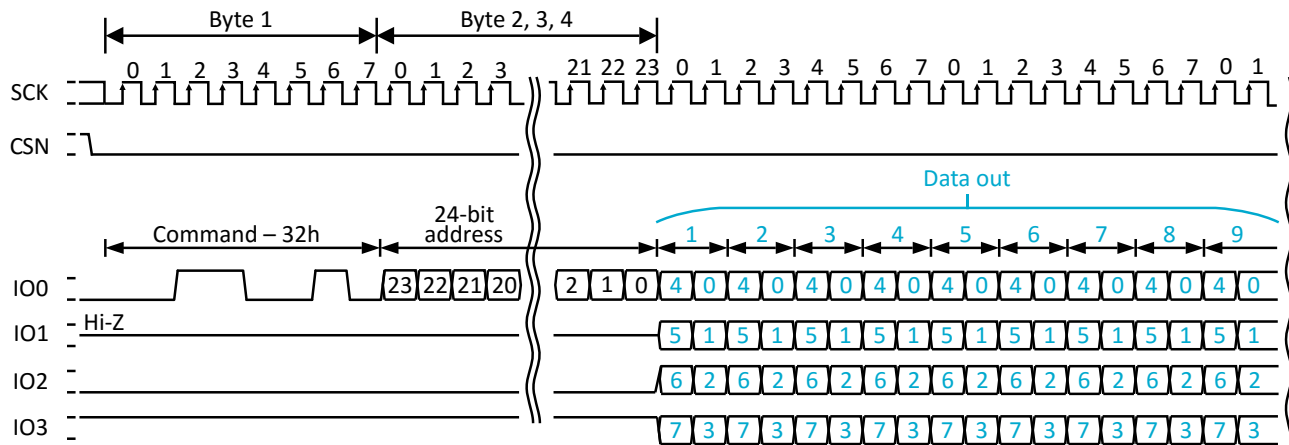 Byte 1 Byte 2, 3, 4
0 1 2 3 4 5 6 7 0 1 2 3 21 22 23 0 1 2 3 4 5 6 7 0 1 2 3 4 5 6 7 0 1
SCK
CSN
Data out
24-bit
address
Command – 32h 1 2 3 4 5 6 7 8 9
IO0 23 22 21 20 2 1 0 4 0 4 0 4 0 4 0 4 0 4 0 4 0 4 0 4 0
Hi-Z
IO1 5 1 5 1 5 1 5 1 5 1 5 1 5 1 5 1 5 1
IO2 6 2 6 2 6 2 6 2 6 2 6 2 6 2 6 2 6 2
IO3 7 3 7 3 7 3 7 3 7 3 7 3 7 3 7 3 7 3